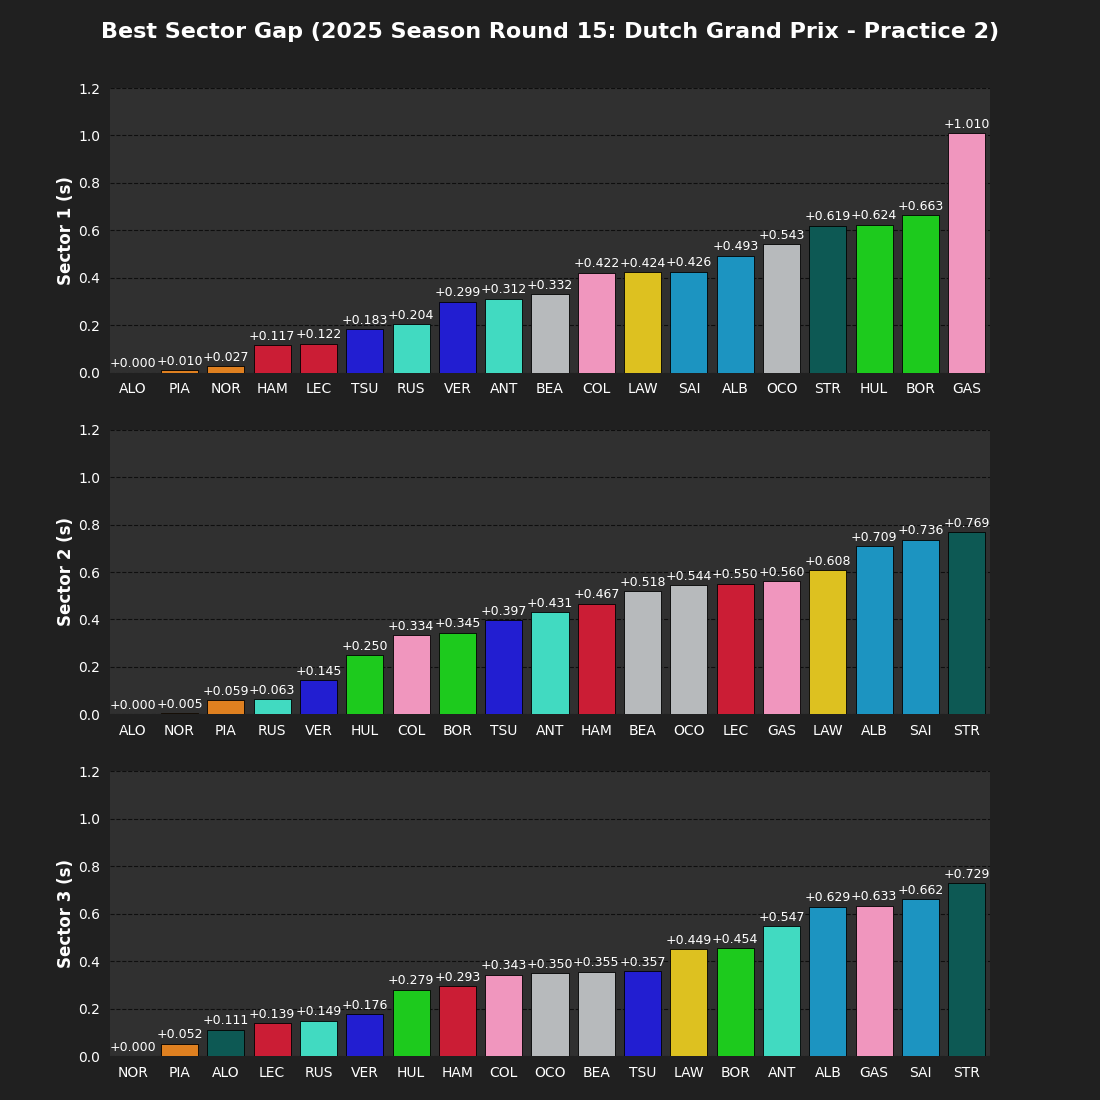 Best Sector Gap (2025 Season Round 15: Dutch Grand Prix - Practice 2)
Sector 1 (s)
1.2
1.0
0.8
0.6
0.4
0.2
0.0
+0.000 +0.010 +0.027 +0.117 +0.122 +0.183 +0.204 +0.299 +0.312 +0.332 +0.422 +0.424 +0.426 +0.493 +0.543 +0.619 +0.624 +0.663 +1.010
ALO PIA NOR HAM LEC TSU RUS VER ANT BEA COL LAW SAI ALB OCO STR HUL BOR GAS
Sector 2 (s)
1.2
1.0
0.8
0.6
0.4
0.2
0.0
+0.000 +0.005 +0.059 +0.063 +0.145 +0.250 +0.334 +0.345 +0.397 +0.431 +0.467 +0.518 +0.544 +0.550 +0.560 +0.608 +0.709 +0.736 +0.769
ALO NOR PIA RUS VER HUL COL BOR TSU ANT HAM BEA OCO LEC GAS LAW ALB SAI STR
Sector 3 (s)
1.2
1.0
0.8
0.6
0.4
0.2
0.0
+0.000 +0.052 +0.111 +0.139 +0.149 +0.176 +0.279 +0.293 +0.343 +0.350 +0.355 +0.357 +0.449 +0.454 +0.547 +0.629 +0.633 +0.662 +0.729
NOR PIA ALO LEC RUS VER HUL HAM COL OCO BEA TSU LAW BOR ANT ALB GAS SAI STR